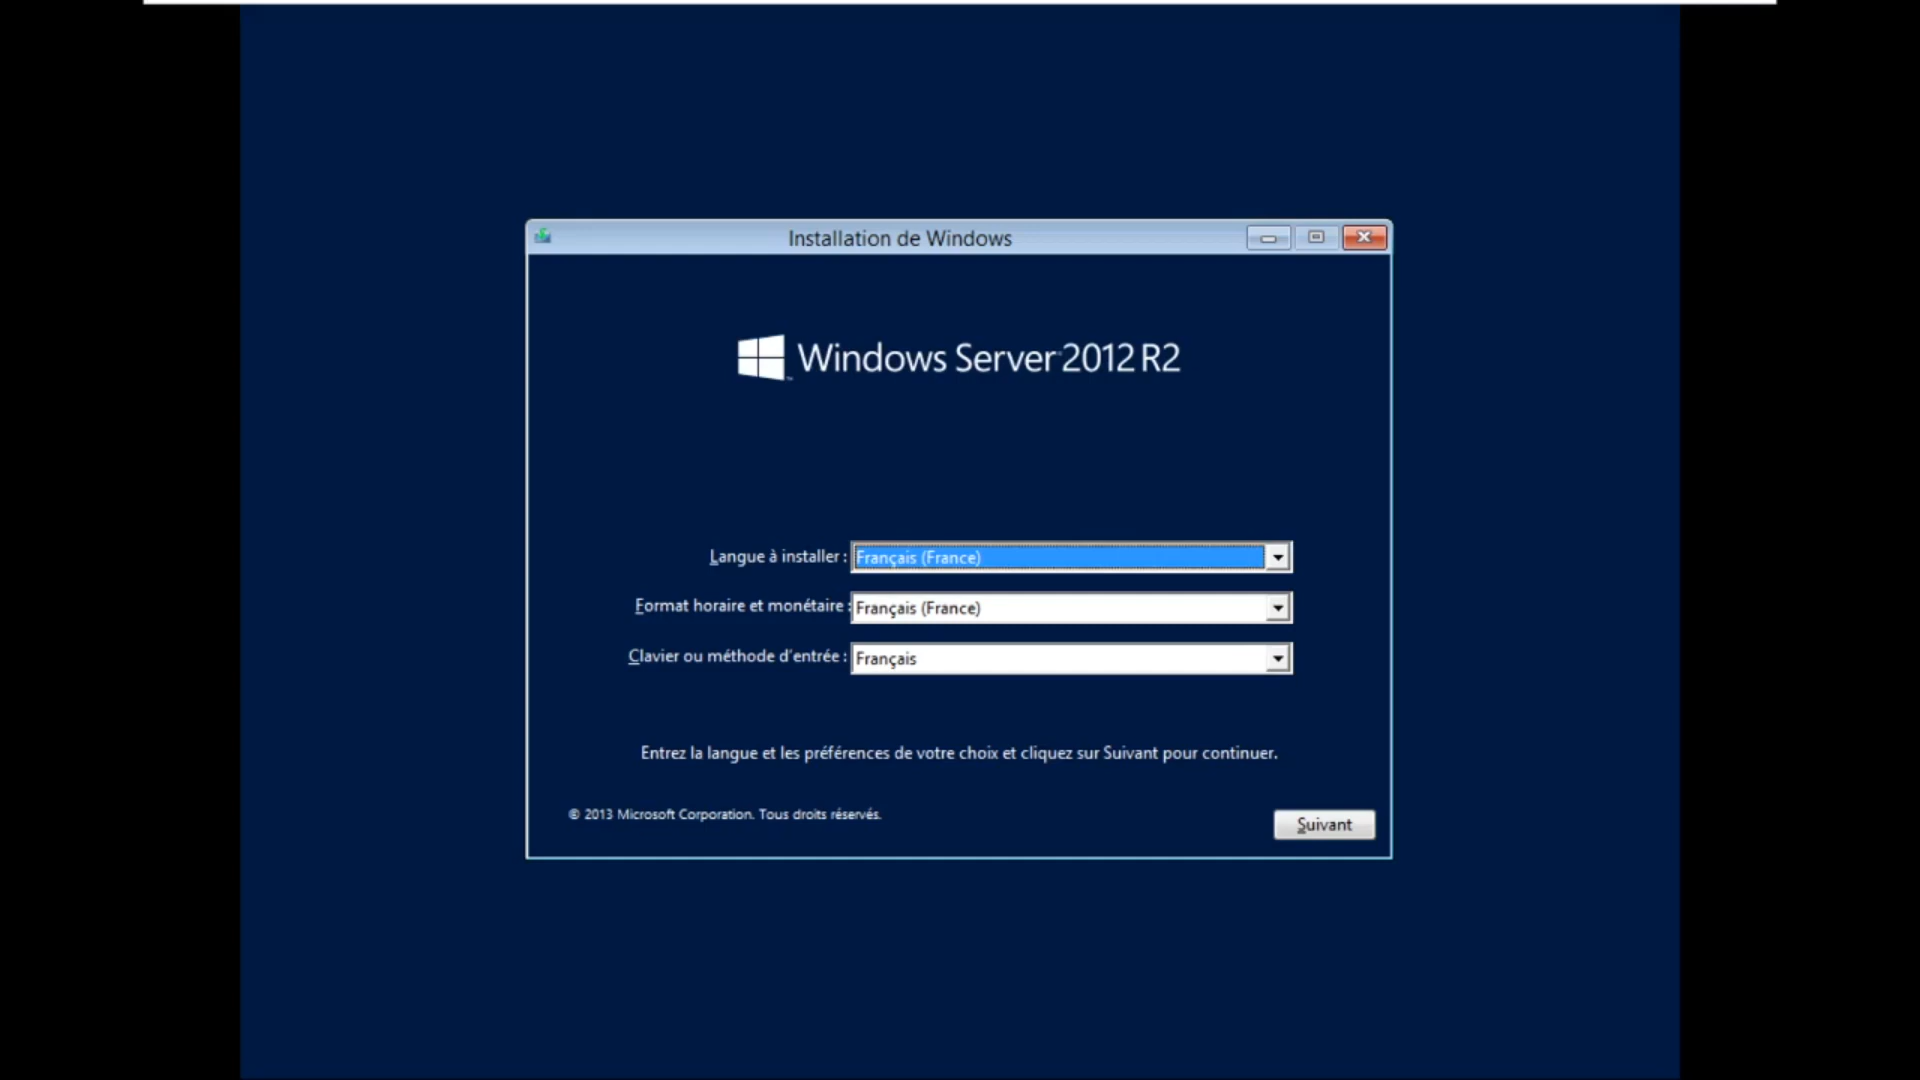 Installation de Windows
Windows Server 2012 R2
Langue à installer : Français (France)
Format horaire et monétaire : Français (France)
Clavier ou méthode d'entrée : Français
Entrez la langue et les préférences de votre choix et cliquez sur Suivant pour continuer.
© 2013 Microsoft Corporation. Tous droits réservés.
Suivant